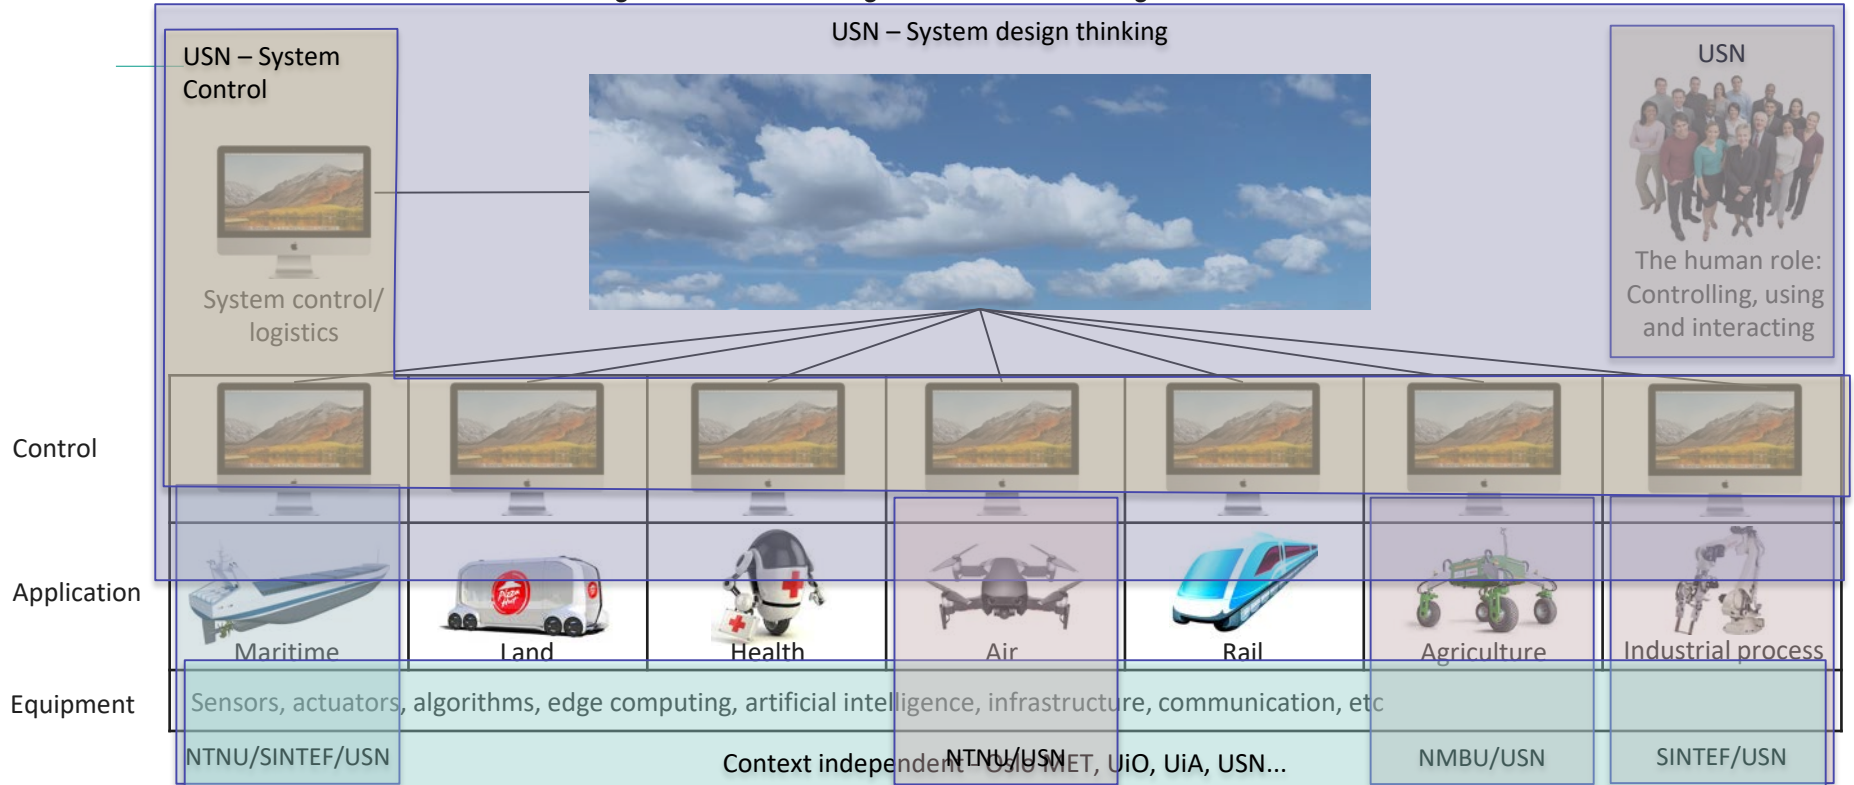 USN – System design thinking
USN – System
Control
USN
System control/
logistics
The human role:
Controlling, using
and interacting
Control
Application
Pizza
Hut
Maritime
Land
Health
Air
Rail
Agriculture
Industrial process
Equipment
Sensors, actuators, algorithms, edge computing, artificial intelligence, infrastructure, communication, etc
NTNU/SINTEF/USN
Context independent - Oslo MET, UiO, UiA, USN...
NTNU/USN
NMBU/USN
SINTEF/USN